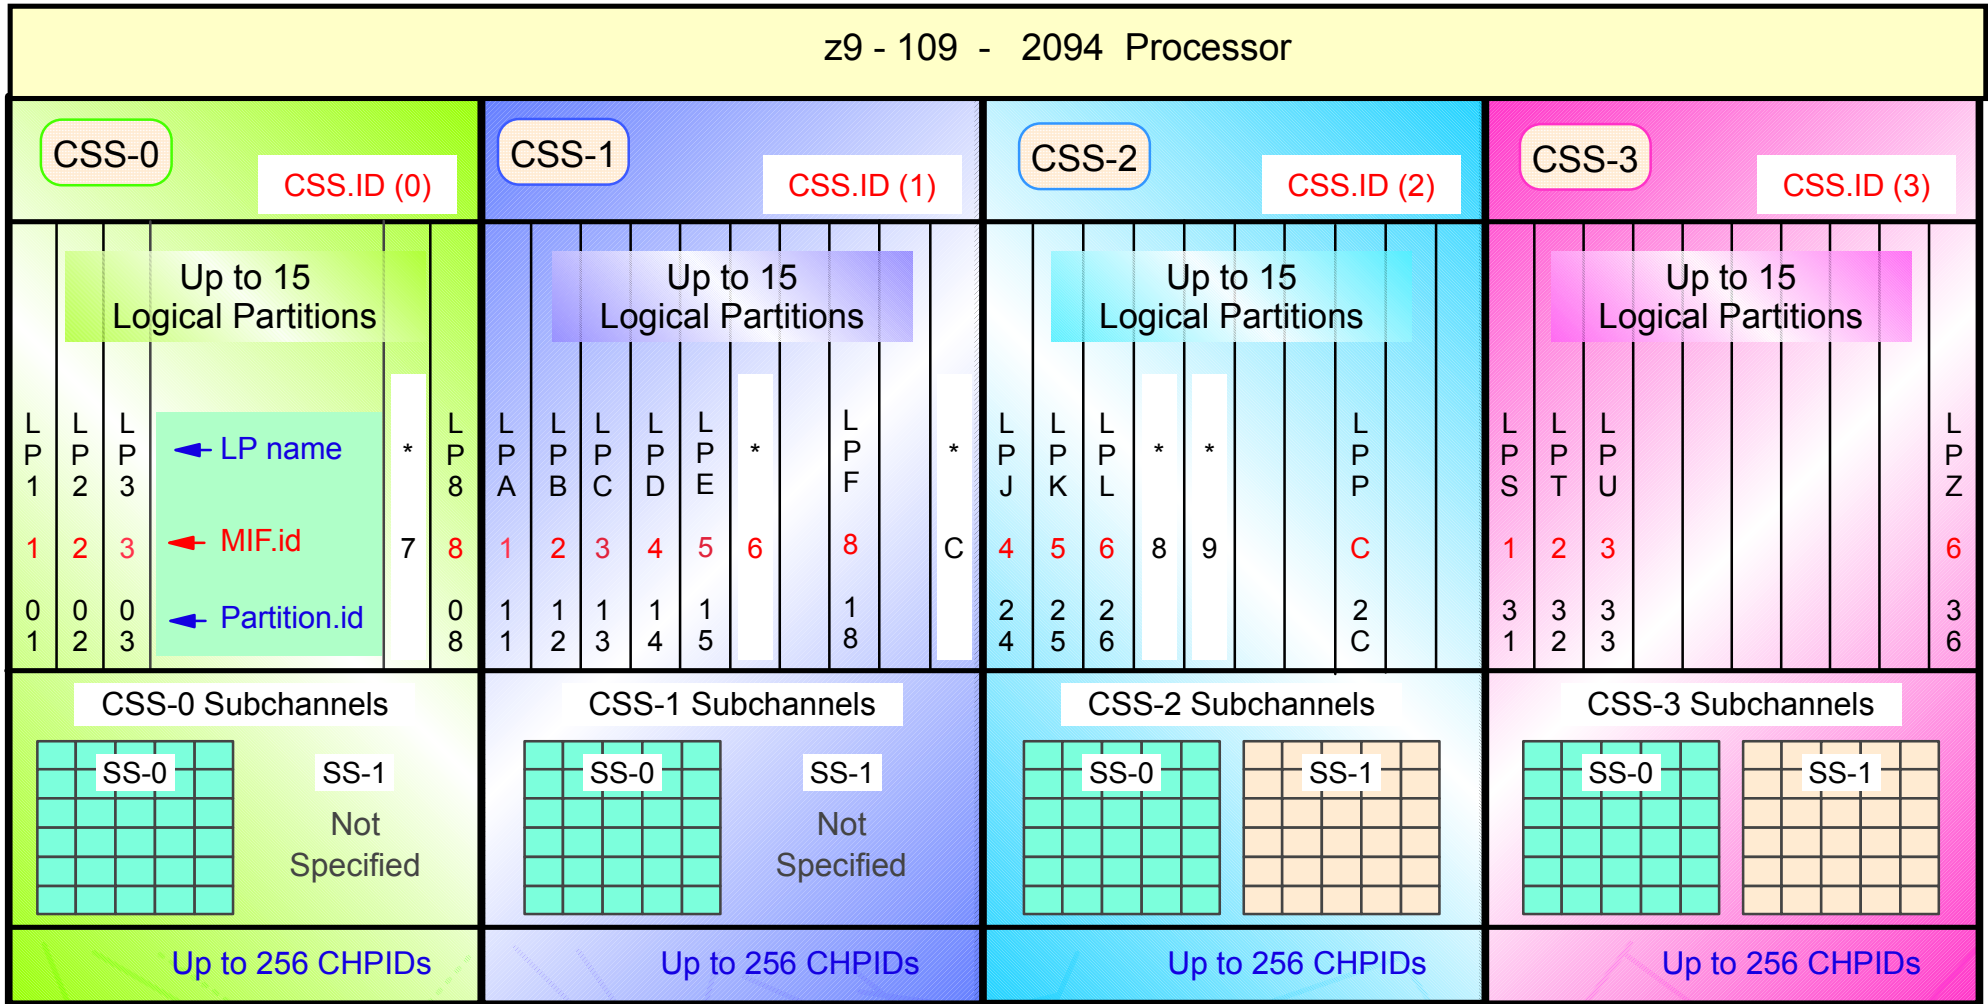 z9 - 109 - 2094 Processor
CSS-0
CSS.ID (0)
CSS-1
CSS.ID (1)
CSS-2
CSS.ID (2)
CSS-3
CSS.ID (3)
Up to 15
Logical Partitions
Up to 15
Logical Partitions
Up to 15
Logical Partitions
Up to 15
Logical Partitions
LP1 1 01
LP2 2 02
LP3 3 03
LP name
MIF.id
Partition.id
* 7
LP8 8 08
LPA 1 11
LPB 2 12
LPC 3 13
LPD 4 14
LPE 5 15
* 6
LPF 8 18
* C
LPJ 4 24
LPK 5 25
LPL 6 26
* 8
* 9
LPP C 2C
LPS 1 31
LPT 2 32
LPU 3 33
LPZ 6 36
CSS-0 Subchannels
SS-0
SS-1
Not
Specified
CSS-1 Subchannels
SS-0
SS-1
Not
Specified
CSS-2 Subchannels
SS-0
SS-1
CSS-3 Subchannels
SS-0
SS-1
Up to 256 CHPIDs
Up to 256 CHPIDs
Up to 256 CHPIDs
Up to 256 CHPIDs